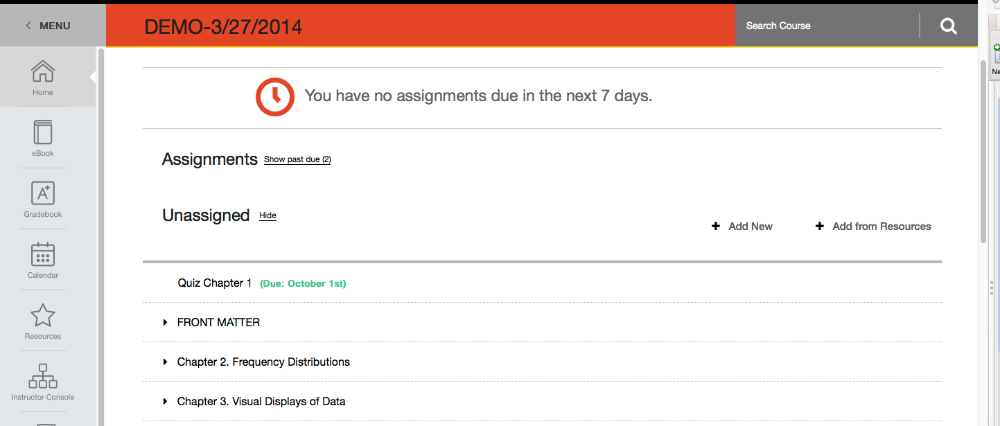 MENU
DEMO-3/27/2014
Search Course
Home
You have no assignments due in the next 7 days.
eBook
Assignments Show past due (2)
Gradebook
Unassigned Hide
+ Add New + Add from Resources
Calendar
Quiz Chapter 1 (Due: October 1st)
FRONT MATTER
Resources
Chapter 2. Frequency Distributions
Instructor Console
Chapter 3. Visual Displays of Data
A+
Ne